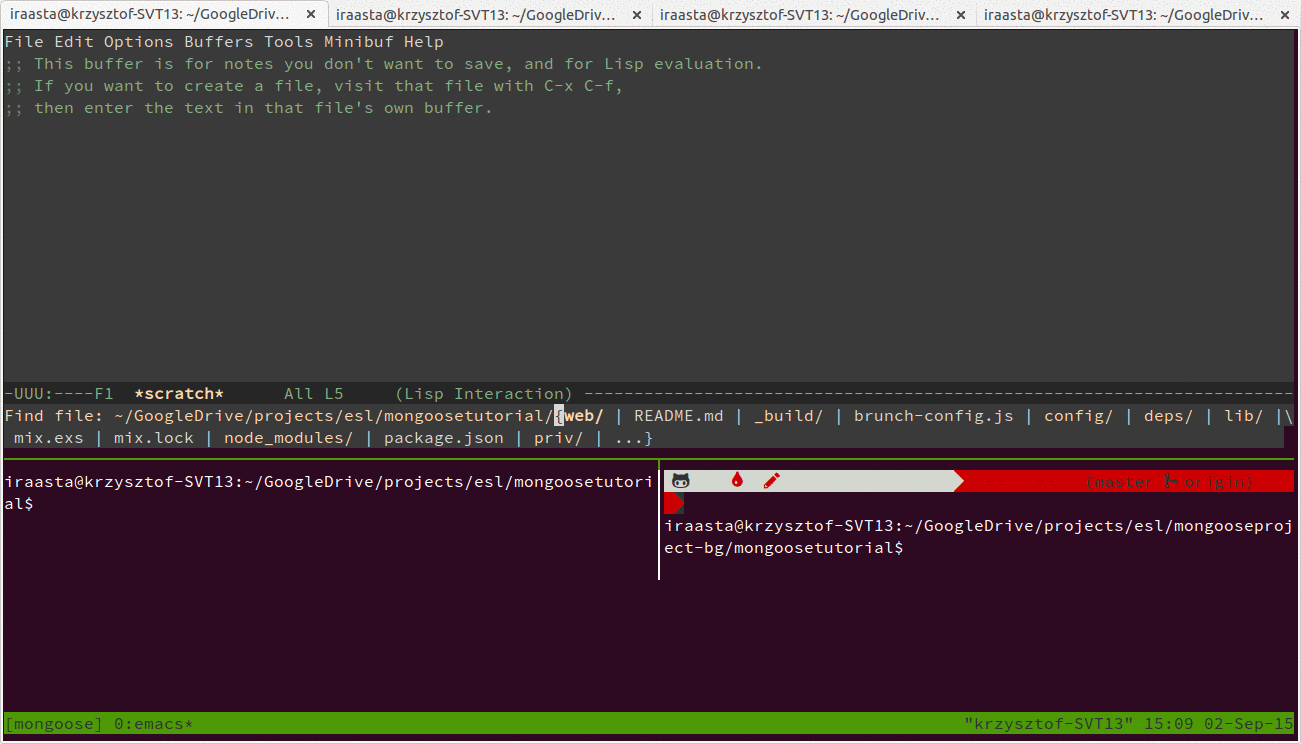 iraasta@krzysztof-SVT13: ~/GoogleDriv... × iraasta@krzysztof-SVT13: ~/GoogleDriv... × iraasta@krzysztof-SVT13: ~/GoogleDriv... × iraasta@krzysztof-SVT13: ~/GoogleDriv... ×
File Edit Options Buffers Tools Minibuf Help
;; This buffer is for notes you don't want to save, and for Lisp evaluation.
;; If you want to create a file, visit that file with C-x C-f,
;; then enter the text in that file's own buffer.
-UUU:----F1  *scratch*      All L5     (Lisp Interaction) -----------------------------------------------------------------------
Find file: ~/GoogleDrive/projects/esl/mongoosetutorial/{web/ | README.md | _build/ | brunch-config.js | config/ | deps/ | lib/ |\
mix.exs | mix.lock | node_modules/ | package.json | priv/ | ...}
iraasta@krzysztof-SVT13:~/GoogleDrive/projects/esl/mongoosetutori
al$
(master origin)
iraasta@krzysztof-SVT13:~/GoogleDrive/projects/esl/mongooseproj
ect-bg/mongoosetutorial$
[mongoose] 0:emacs* "krzysztof-SVT13" 15:09 02-Sep-15